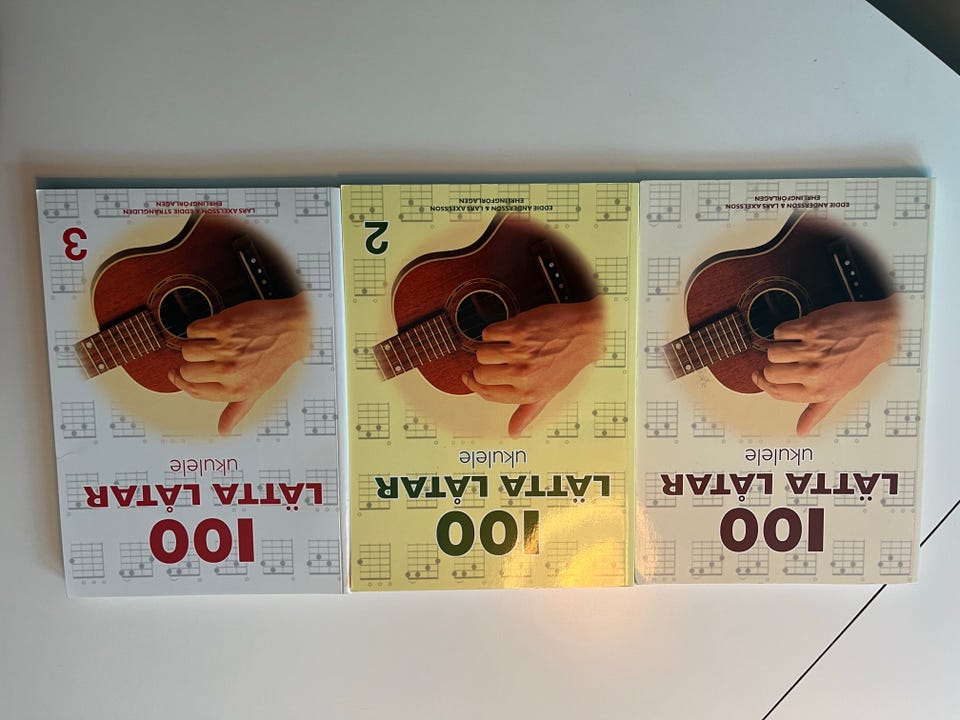 100
LÄTTA LÅTAR
ukulele
EDDIE ANDERSSON & LARS AXELSSON
EHRLINGFÖRLAGEN
100
LÄTTA LÅTAR
ukulele
2
EDDIE ANDERSSON & LARS AXELSSON
EHRLINGFÖRLAGEN
100
LÄTTA LÅTAR
ukulele
3
LARS AXELSSON & EDDIE STRÄNGLIDEN
EHRLINGFÖRLAGEN